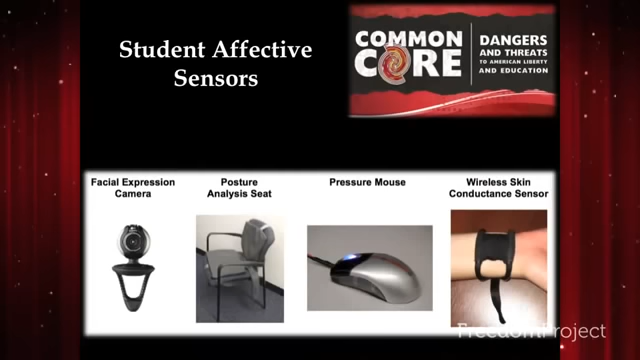 Student Affective
Sensors
COMMON
CORE
DANGERS
AND THREATS
TO AMERICAN LIBERTY
AND EDUCATION
Facial Expression
Camera
Posture
Analysis Seat
Pressure Mouse
Wireless Skin
Conductance Sensor
FreedomProject